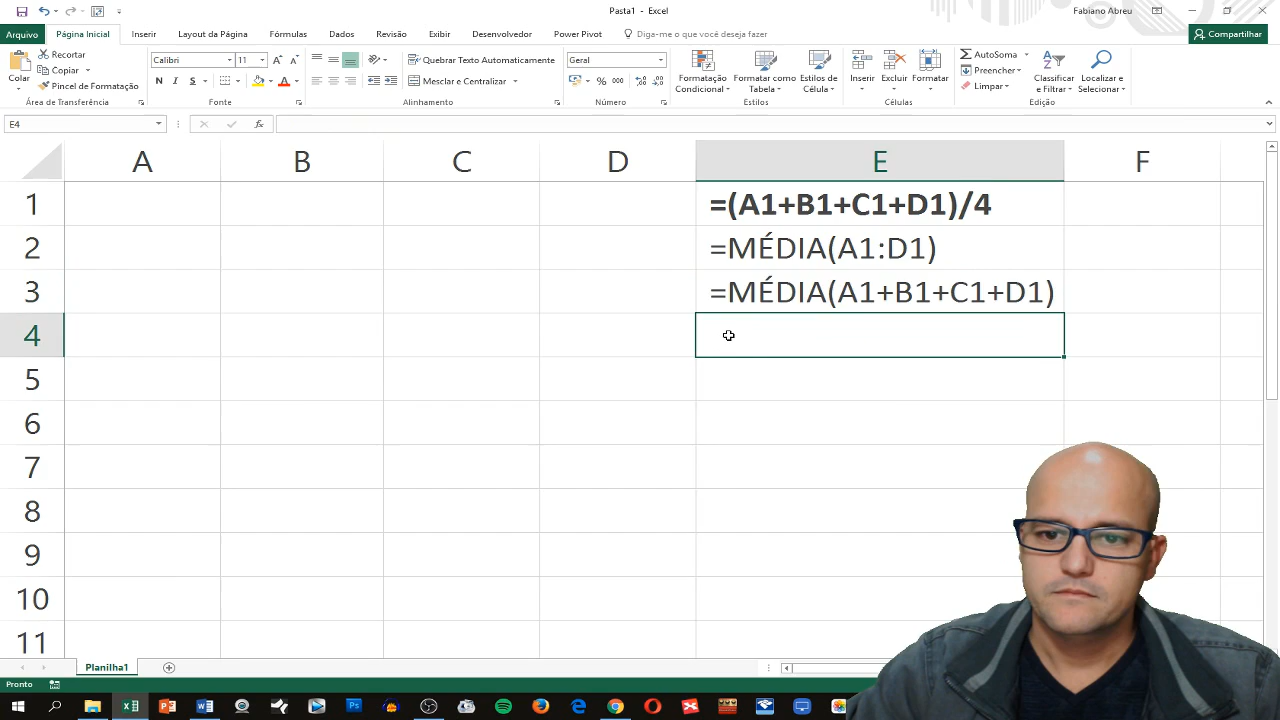 Pasta1 - Excel
Fabiano Abreu
Arquivo Página Inicial Inserir Layout da Página Fórmulas Dados Revisão Exibir Desenvolvedor Power Pivot Diga-me o que você deseja fazer Compartilhar
Colar
Recortar
Copiar
Pincel de Formatação
Área de Transferência
Calibri 11
N I S
Fonte
Quebrar Texto Automaticamente
Mesclar e Centralizar
Alinhamento
Geral
% 000
Número
Formatação Condicional
Formatar como Tabela
Estilos de Célula
Estilos
Inserir
Excluir
Formatar
Células
AutoSoma
Preencher
Limpar
Classificar e Filtrar
Localizar e Selecionar
Edição
E4
fx
A B C D E F
1 =(A1+B1+C1+D1)/4
2 =MÉDIA(A1:D1)
3 =MÉDIA(A1+B1+C1+D1)
4
5
6
7
8
9
10
11
Planilha1
Pronto